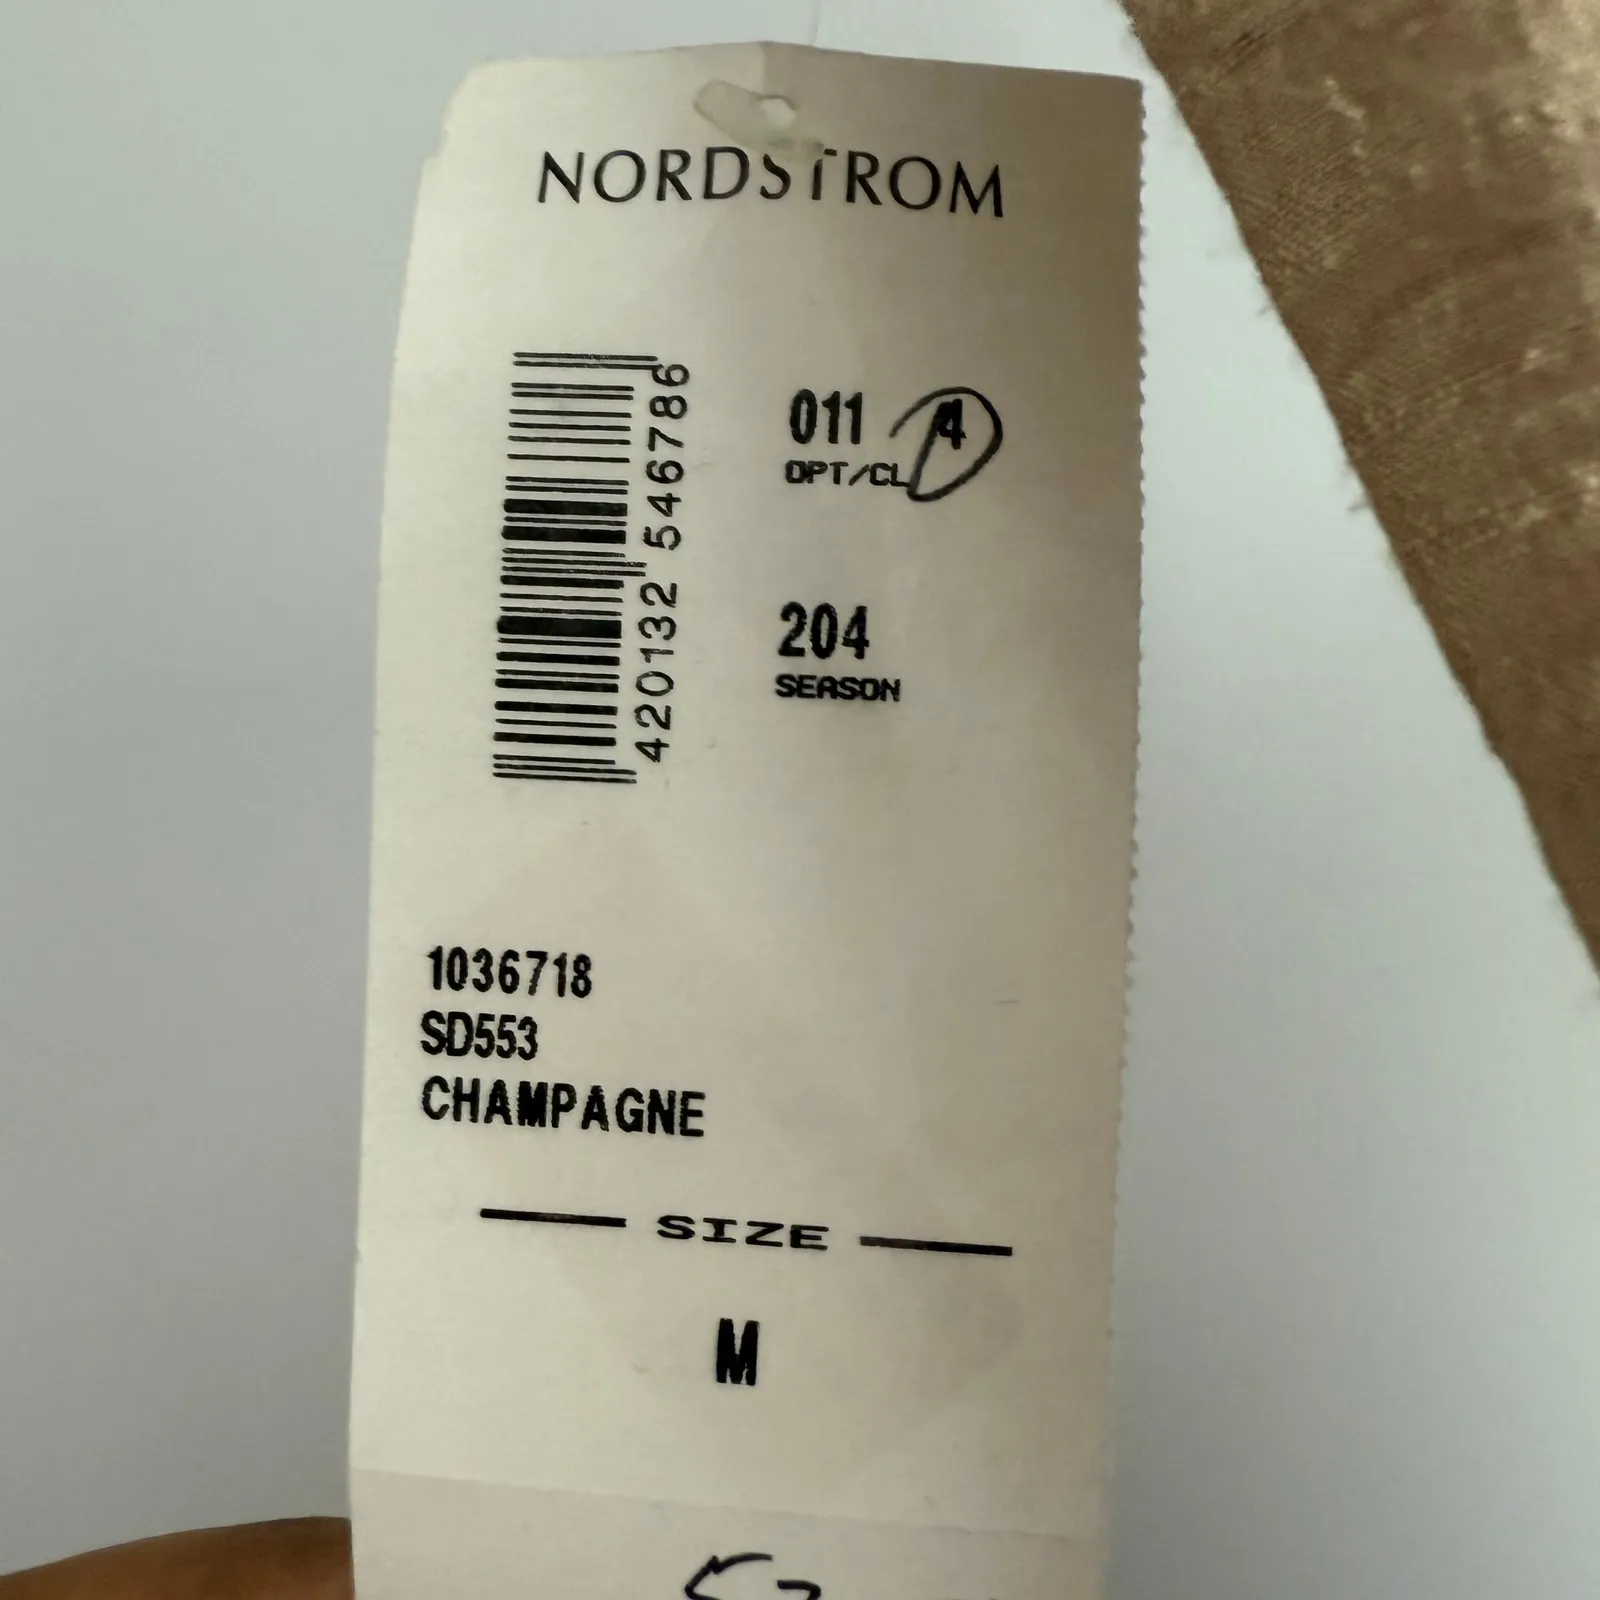 NORDSTROM
420132 546786
011 4
DPT/CL
204
SEASON
1036718
SD553
CHAMPAGNE
SIZE
M